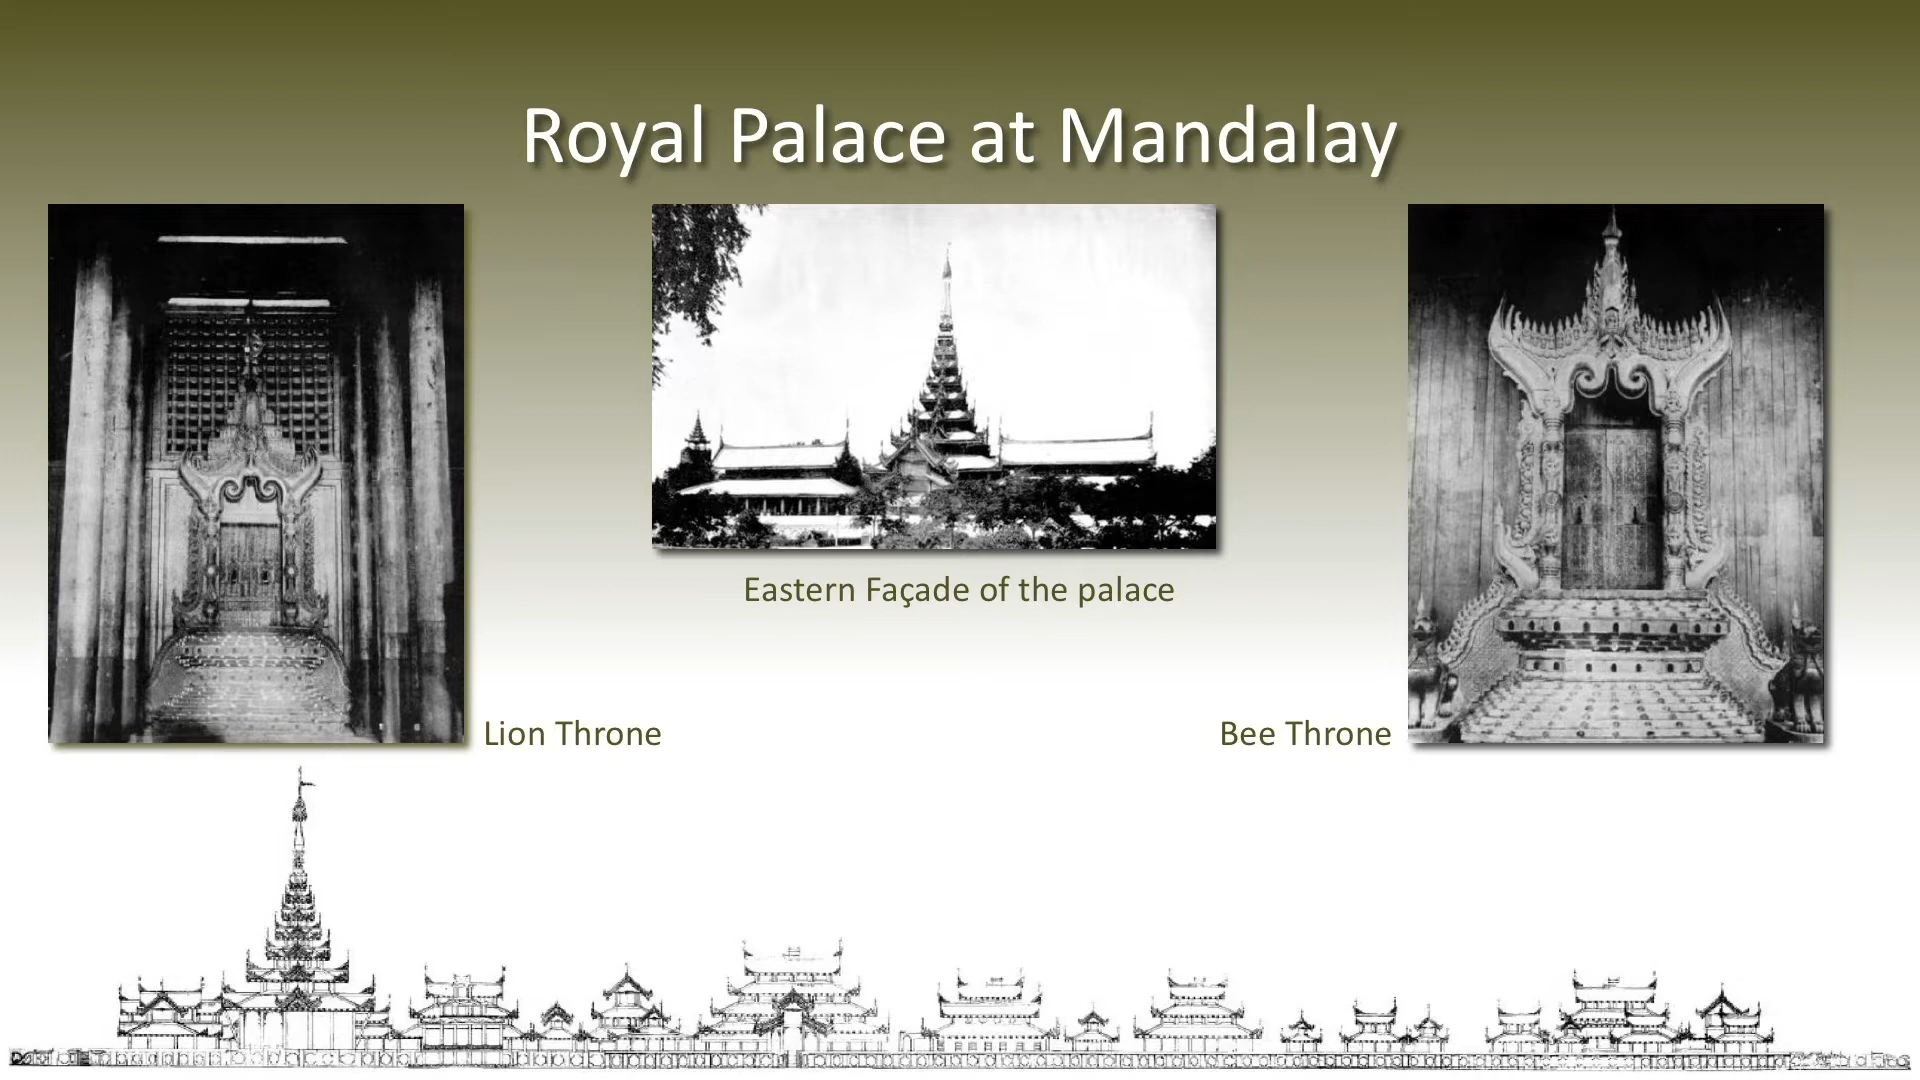 Royal Palace at Mandalay
Eastern Façade of the palace
Lion Throne
Bee Throne